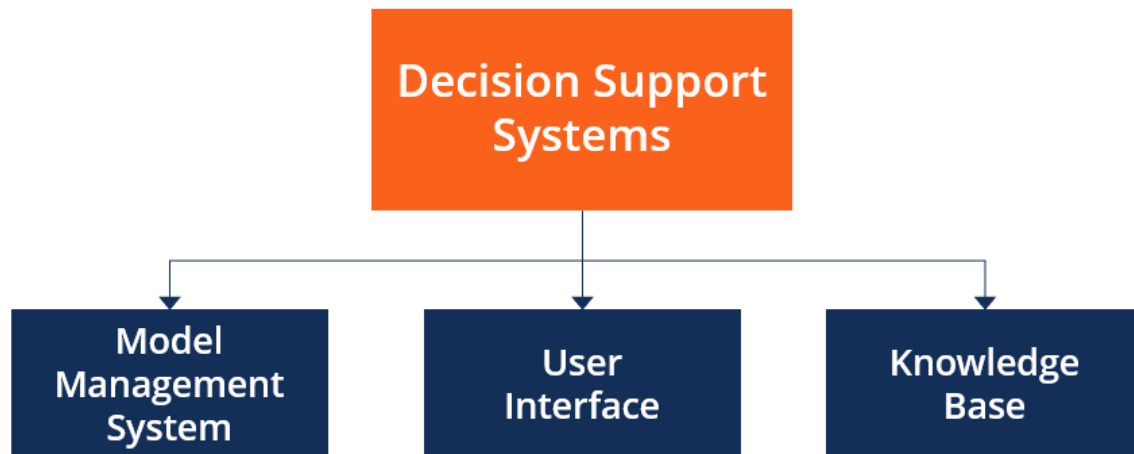 Decision Support
Systems
Model
Management
System
User
Interface
Knowledge
Base